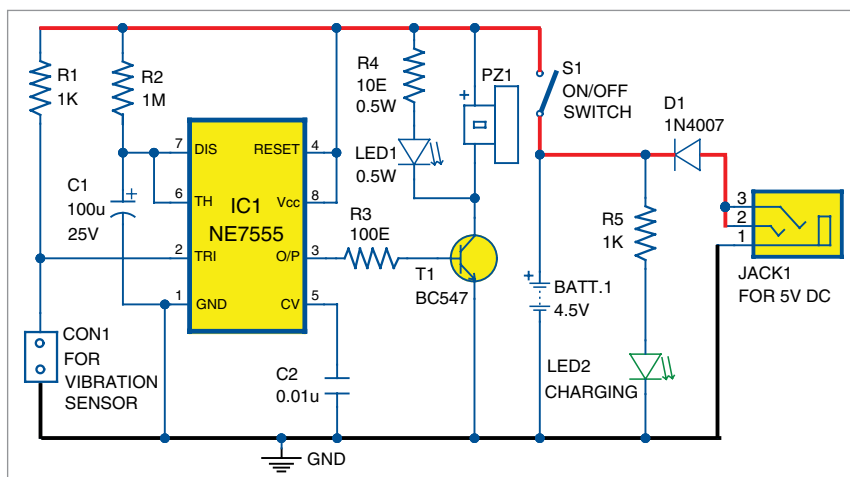 R1
1K
R2
1M
C1
100u
25V
7
DIS
6
TH
2
TRI
1
GND
RESET
4
Vcc
8
O/P
3
CV
5
IC1
NE7555
R4
10E
0.5W
LED1
0.5W
PZ1
+
R3
100E
T1
BC547
C2
0.01u
S1
ON/OFF
SWITCH
D1
1N4007
R5
1K
+
BATT.1
4.5V
LED2
CHARGING
3
2
1
JACK1
FOR 5V DC
CON1
FOR
VIBRATION
SENSOR
+
GND